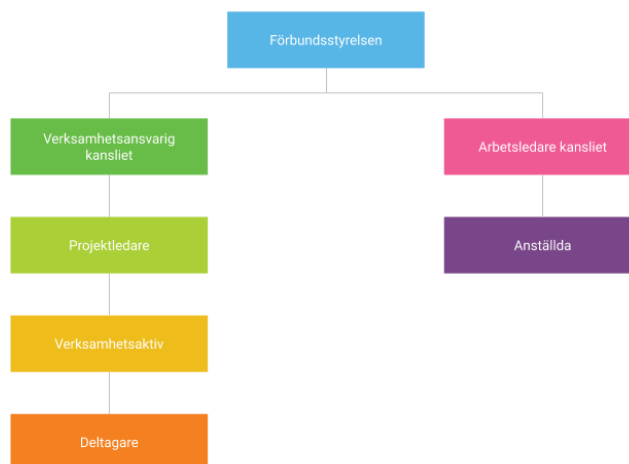 Förbundsstyrelsen
Verksamhetsansvarig
kansliet
Arbetsledare kansliet
Projektledare
Anställda
Verksamhetsaktiv
Deltagare